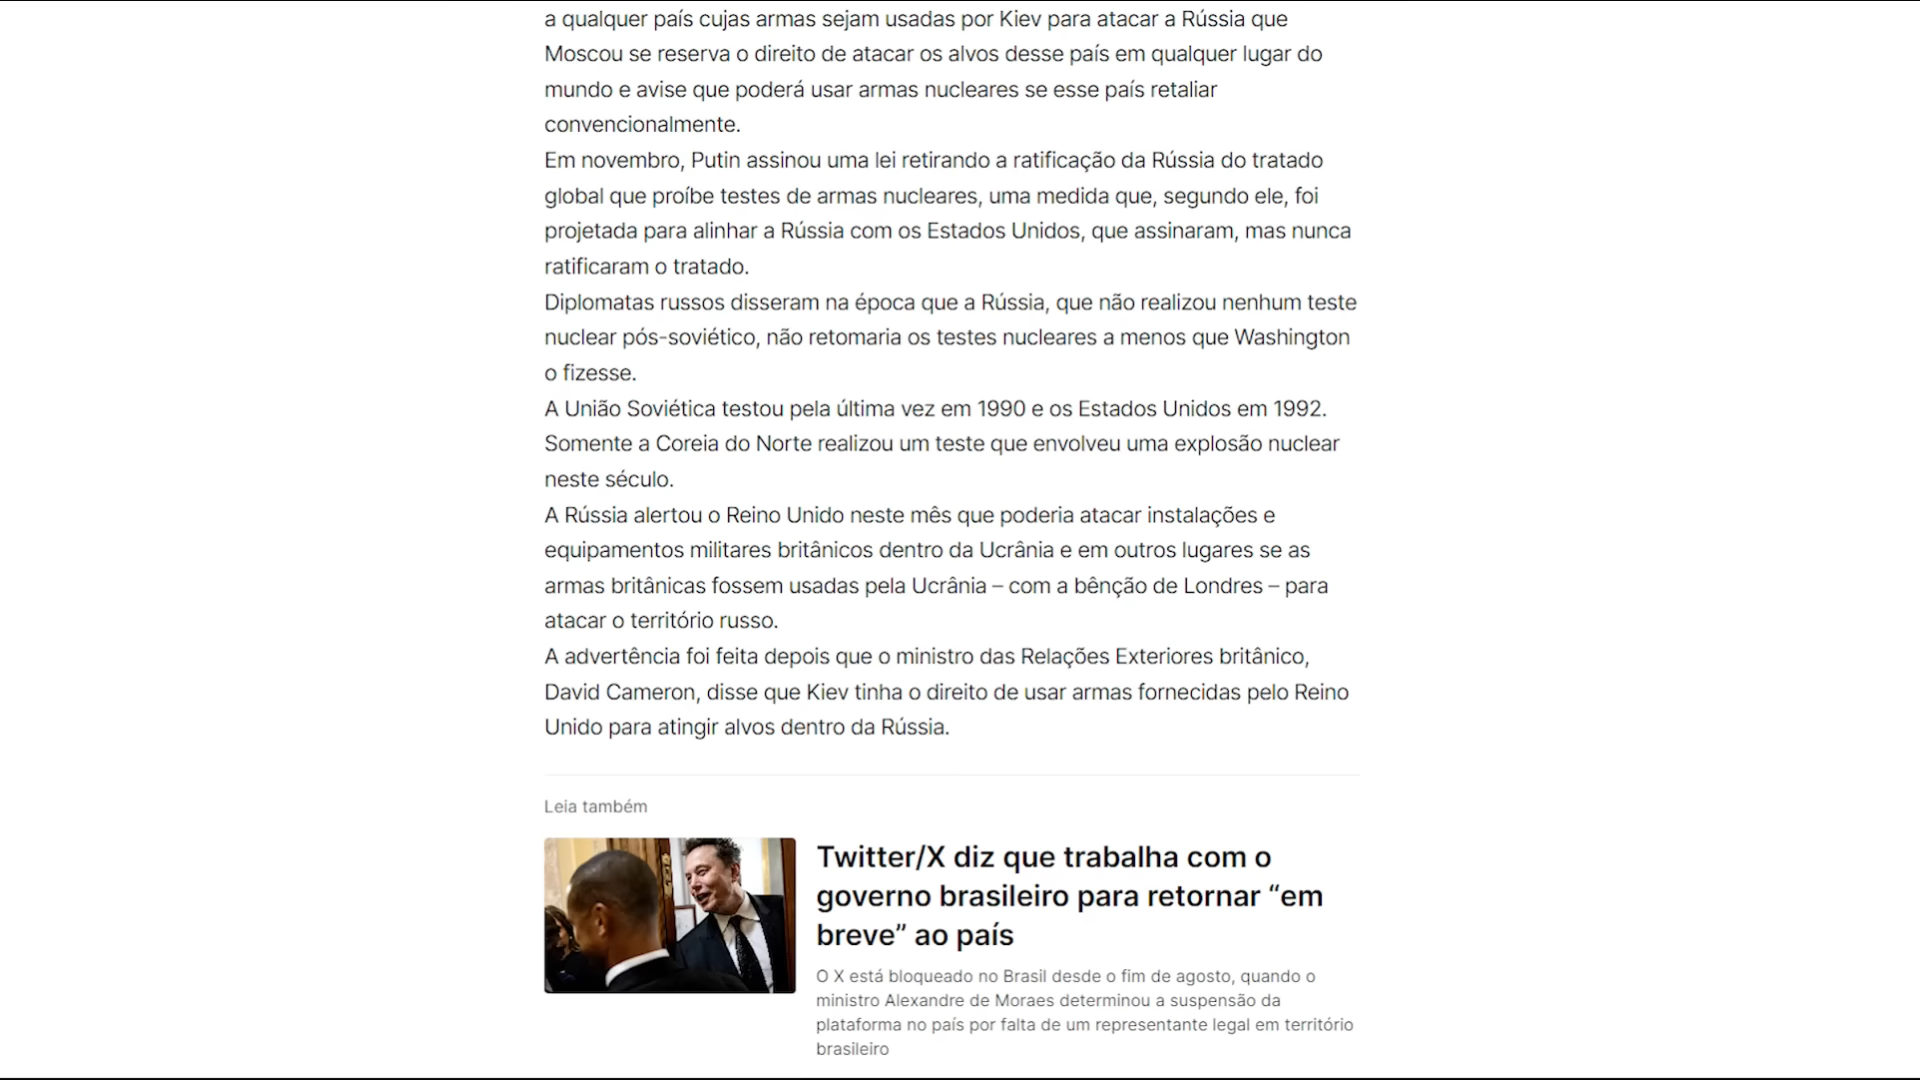 a qualquer país cujas armas sejam usadas por Kiev para atacar a Rússia que
Moscou se reserva o direito de atacar os alvos desse país em qualquer lugar do
mundo e avise que poderá usar armas nucleares se esse país retaliar
convencionalmente.
Em novembro, Putin assinou uma lei retirando a ratificação da Rússia do tratado
global que proíbe testes de armas nucleares, uma medida que, segundo ele, foi
projetada para alinhar a Rússia com os Estados Unidos, que assinaram, mas nunca
ratificaram o tratado.
Diplomatas russos disseram na época que a Rússia, que não realizou nenhum teste
nuclear pós-soviético, não retomaria os testes nucleares a menos que Washington
o fizesse.
A União Soviética testou pela última vez em 1990 e os Estados Unidos em 1992.
Somente a Coreia do Norte realizou um teste que envolveu uma explosão nuclear
neste século.
A Rússia alertou o Reino Unido neste mês que poderia atacar instalações e
equipamentos militares britânicos dentro da Ucrânia e em outros lugares se as
armas britânicas fossem usadas pela Ucrânia – com a bênção de Londres – para
atacar o território russo.
A advertência foi feita depois que o ministro das Relações Exteriores britânico,
David Cameron, disse que Kiev tinha o direito de usar armas fornecidas pelo Reino
Unido para atingir alvos dentro da Rússia.
Leia também
Twitter/X diz que trabalha com o
governo brasileiro para retornar “em
breve” ao país
O X está bloqueado no Brasil desde o fim de agosto, quando o
ministro Alexandre de Moraes determinou a suspensão da
plataforma no país por falta de um representante legal em território
brasileiro